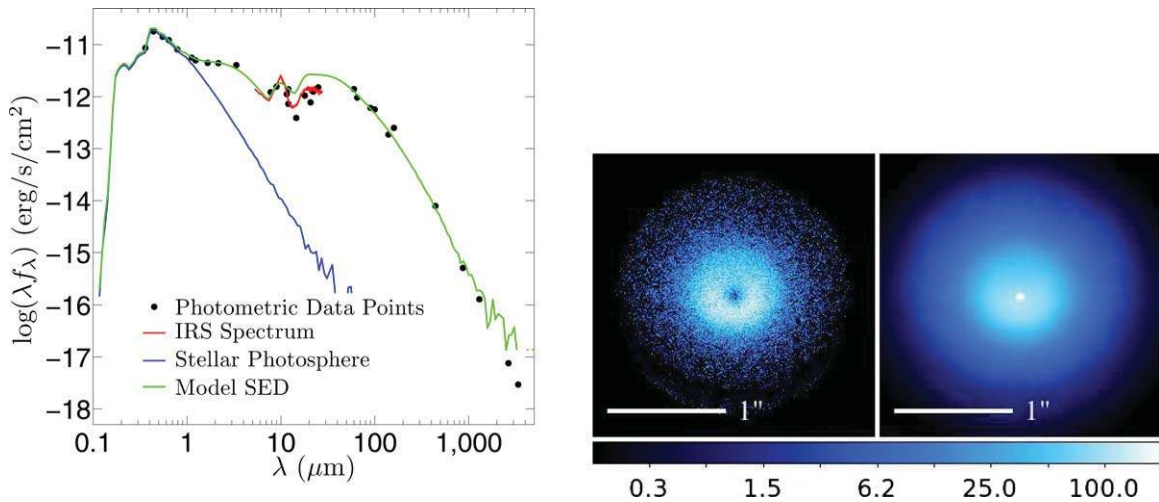 log(λf_λ) (erg/s/cm²)
−11
−12
−13
−14
−15
−16
−17
−18
Photometric Data Points
IRS Spectrum
Stellar Photosphere
Model SED
0.1 1 10 100 1,000
λ (μm)
1" 1"
0.3 1.5 6.2 25.0 100.0